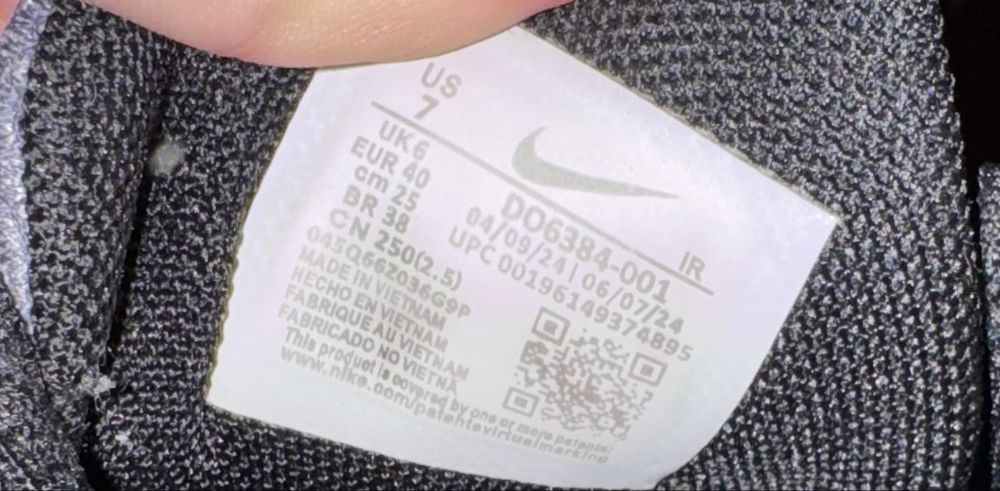 US
7
UK 6
EUR 40
cm 25
BR 38
CN 250(2.5)
045Q66Z036G9P
MADE IN VIETNAM
HECHO EN VIETNAM
FABRIQUE AU VIETNAM
FABRICADO NO VIETNÃ
This product is covered by one or more patents:
www.nike.com/patentvirtualmarking
DO6384-001 IR
04/09/24 | 06/07/24
UPC 00196149374895